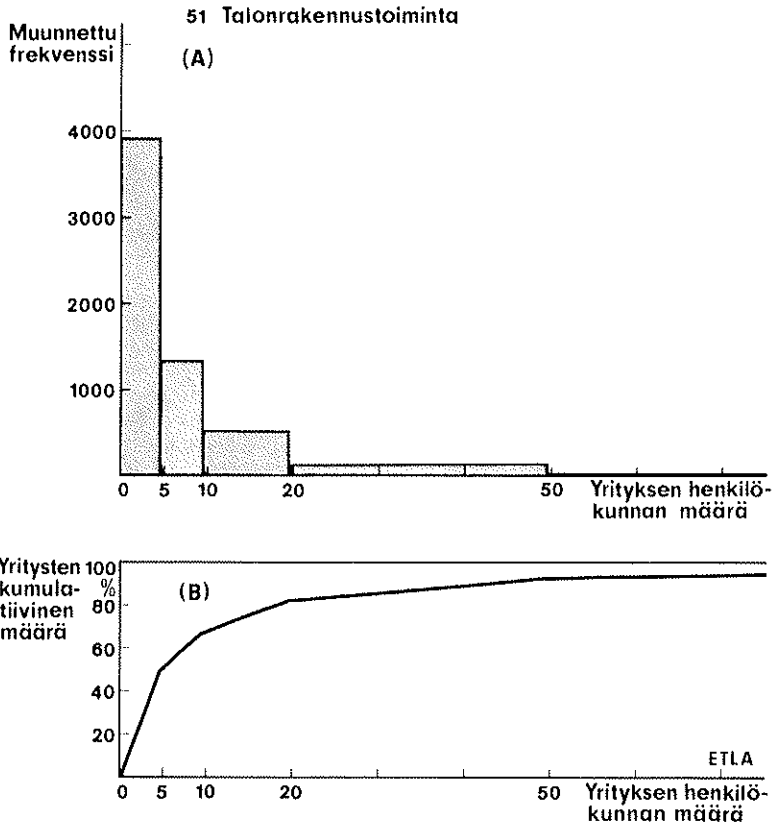 51 Talonrakennustoiminta
Muunnettu
frekvenssi
(A)
4000
3000
2000
1000
0 5 10 20 50 Yrityksen henkilö-
kunnan määrä
Yritysten
kumula-
tiivinen
määrä
100
%
(B)
80
60
40
20
ETLA
0 5 10 20 50 Yrityksen henkilö-
kunnan määrä